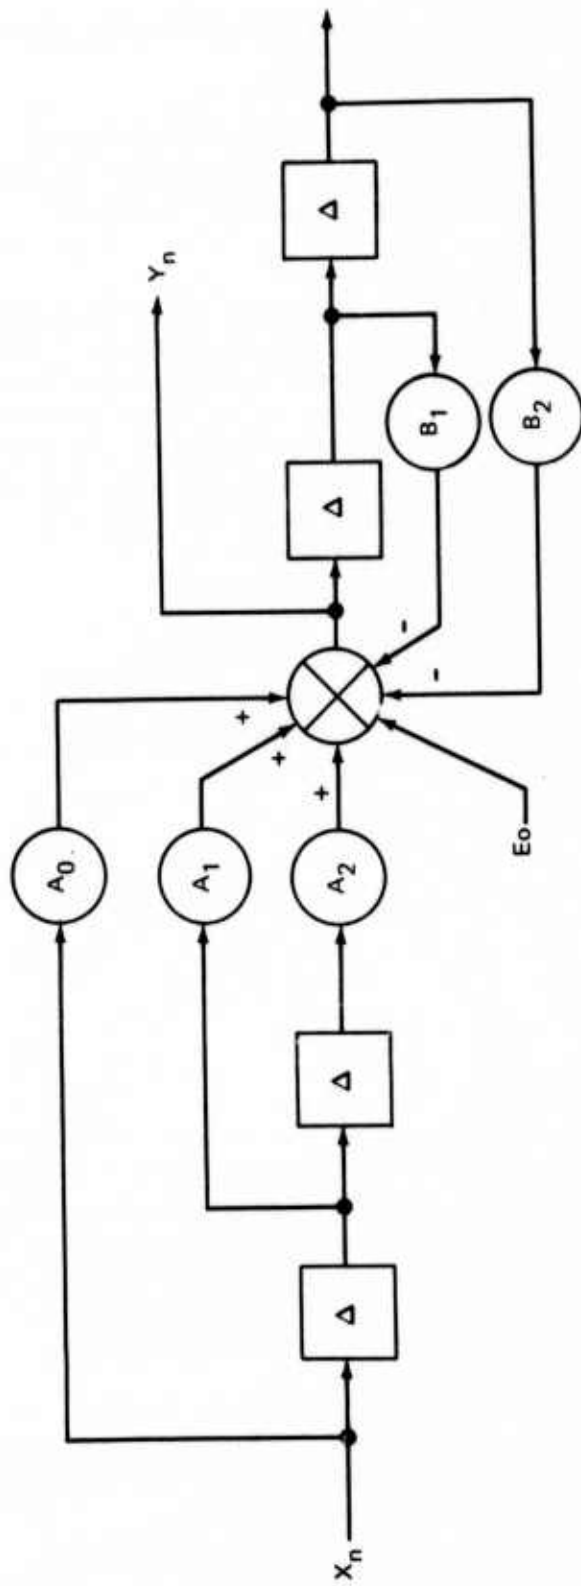 A₀
Yₙ
+
A₁
+
Δ
Δ
Xₙ
Δ
Δ
A₂
+
-
B₁
-
B₂
Eo